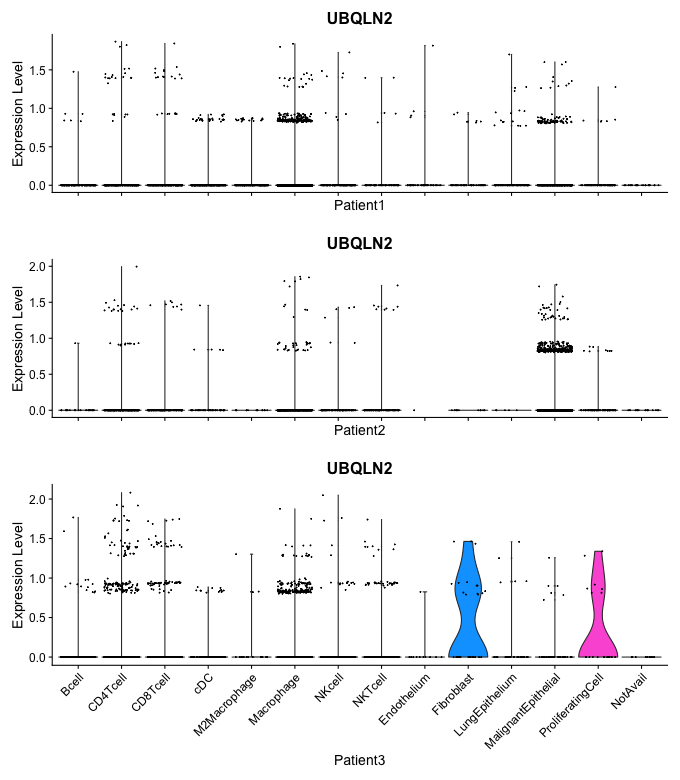 UBQLN2
Expression Level
1.5
1.0
0.5
0.0
Patient1
UBQLN2
Expression Level
2.0
1.5
1.0
0.5
0.0
Patient2
UBQLN2
Expression Level
2.0
1.5
1.0
0.5
0.0
Bcell
CD4Tcell
CD8Tcell
cDC
M2Macrophage
Macrophage
NKcell
NKTcell
Endothelium
Fibroblast
LungEpithelium
MalignantEpithelial
ProliferatingCell
NotAvail
Patient3